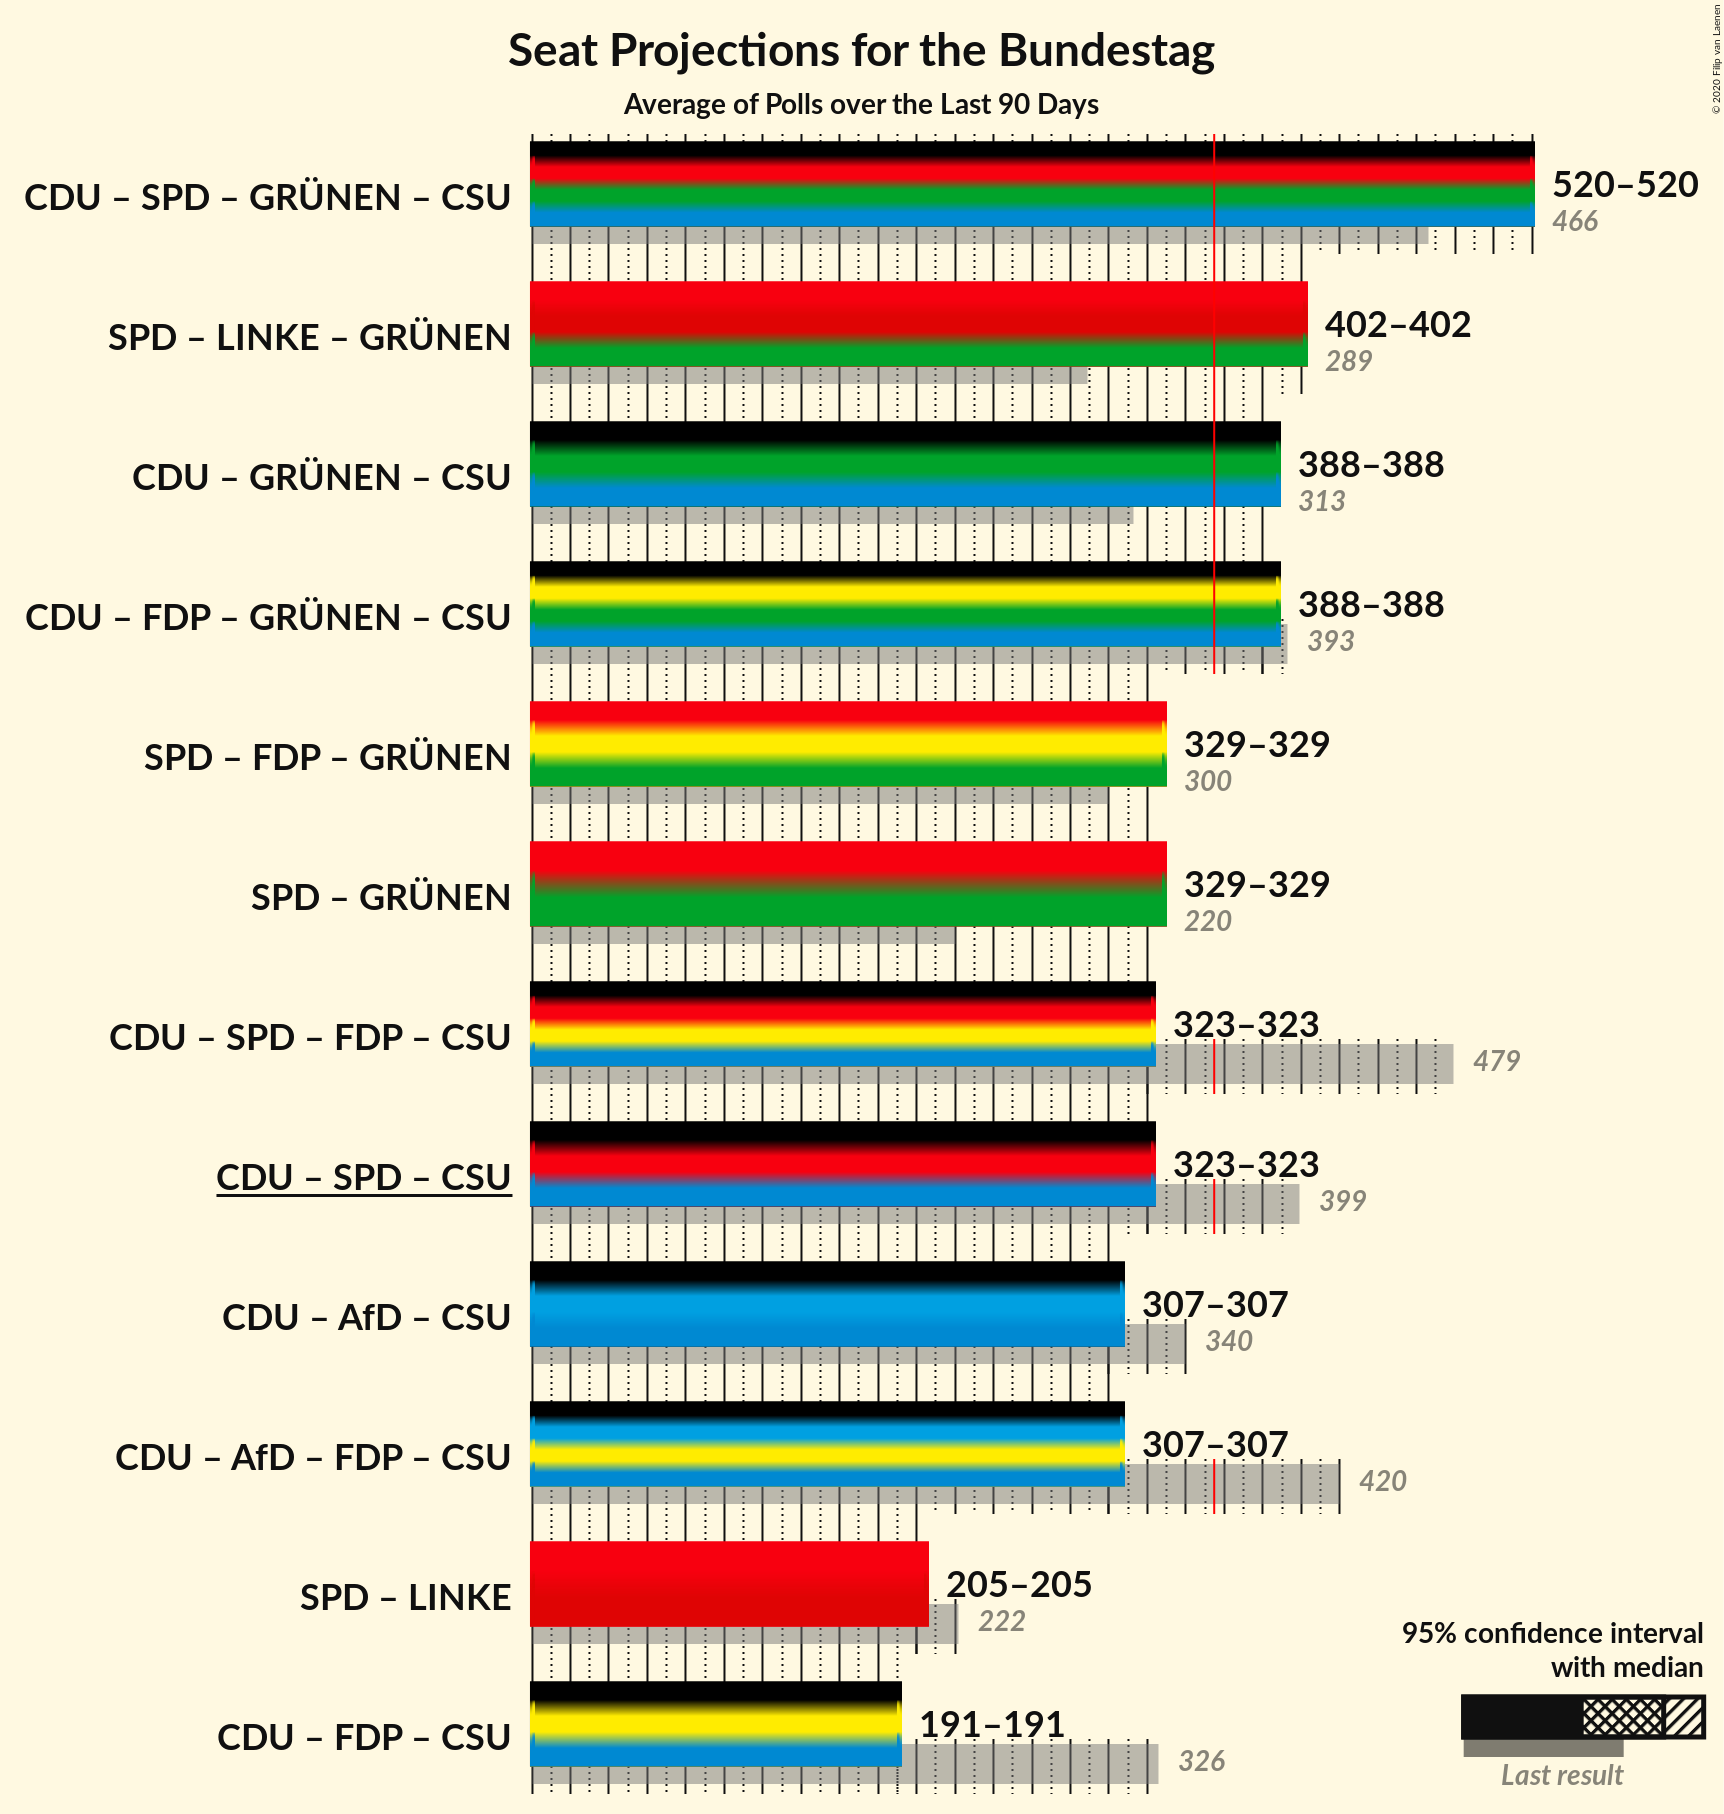 Seat Projections for the Bundestag
Average of Polls over the Last 90 Days
© 2020 Filip van Laenen
CDU – SPD – GRÜNEN – CSU
520–520
466
SPD – LINKE – GRÜNEN
402–402
289
CDU – GRÜNEN – CSU
388–388
313
CDU – FDP – GRÜNEN – CSU
388–388
393
SPD – FDP – GRÜNEN
329–329
300
SPD – GRÜNEN
329–329
220
CDU – SPD – FDP – CSU
323–323
479
CDU – SPD – CSU
323–323
399
CDU – AfD – CSU
307–307
340
CDU – AfD – FDP – CSU
307–307
420
SPD – LINKE
205–205
222
CDU – FDP – CSU
191–191
326
95% confidence interval
with median
Last result